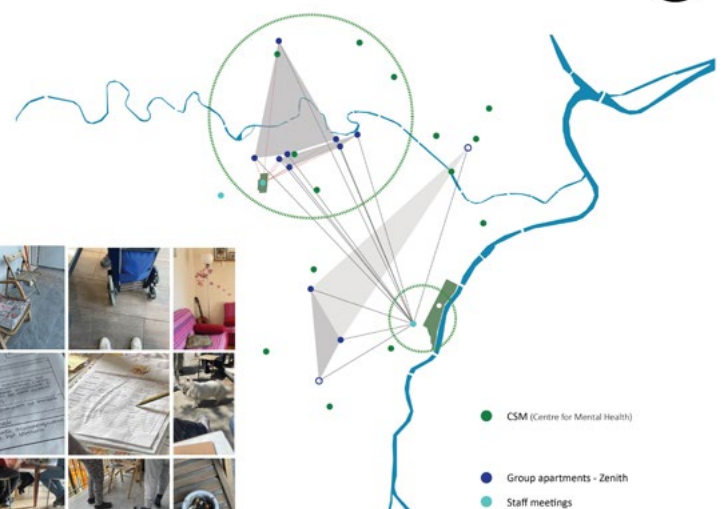 CSM (Centre for Mental Health)
Group apartments - Zenith
Staff meetings